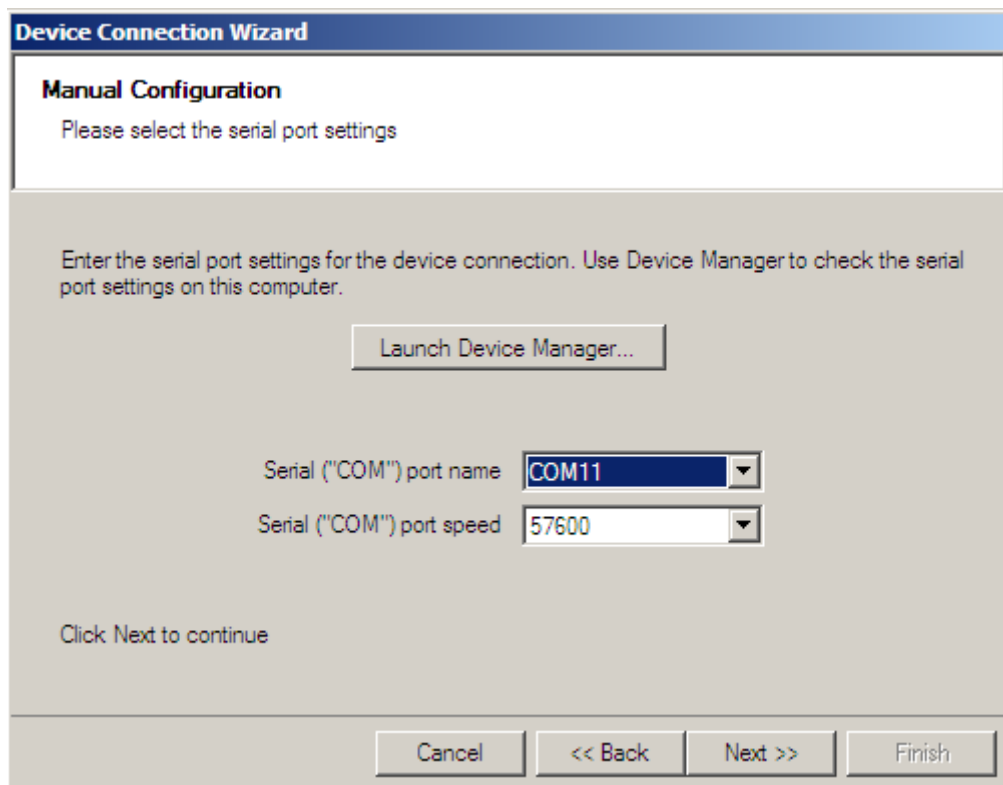 Device Connection Wizard
Manual Configuration
Please select the serial port settings
Enter the serial port settings for the device connection. Use Device Manager to check the serial
port settings on this computer.
Launch Device Manager...
Serial ("COM") port name COM11
Serial ("COM") port speed 57600
Click Next to continue
Cancel << Back Next >> Finish